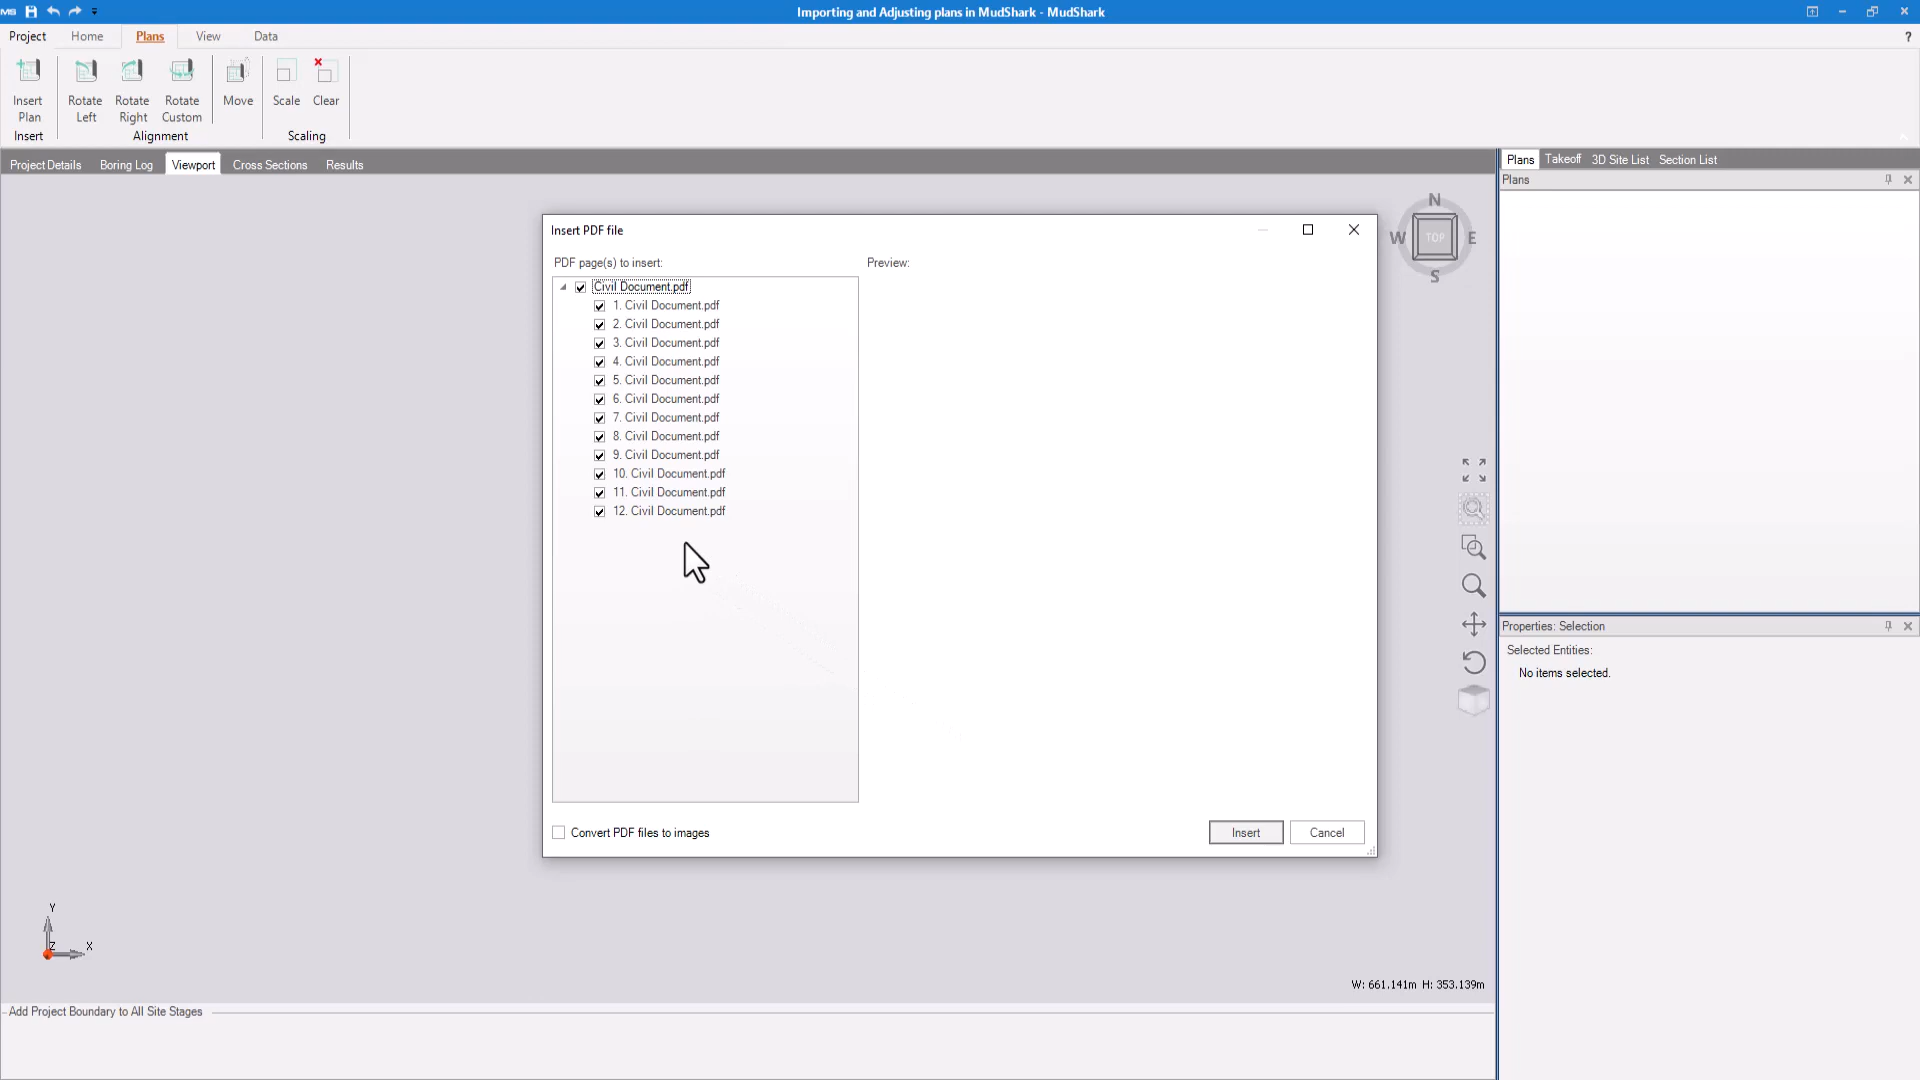 MS
Importing and Adjusting plans in MudShark - MudShark
Project Home Plans View Data
?
Insert Plan
Rotate Left
Rotate Right
Rotate Custom
Move
Scale
Clear
Insert
Alignment
Scaling
Project Details Boring Log Viewport Cross Sections Results
Plans Takeoff 3D Site List Section List
Plans
N
W TOP E
S
Insert PDF file
PDF page(s) to insert:
Preview:
Civil Document.pdf
1. Civil Document.pdf
2. Civil Document.pdf
3. Civil Document.pdf
4. Civil Document.pdf
5. Civil Document.pdf
6. Civil Document.pdf
7. Civil Document.pdf
8. Civil Document.pdf
9. Civil Document.pdf
10. Civil Document.pdf
11. Civil Document.pdf
12. Civil Document.pdf
Convert PDF files to images
Insert
Cancel
Properties: Selection
Selected Entities:
No items selected.
Y
Z
X
W: 661.141m H: 353.139m
Add Project Boundary to All Site Stages